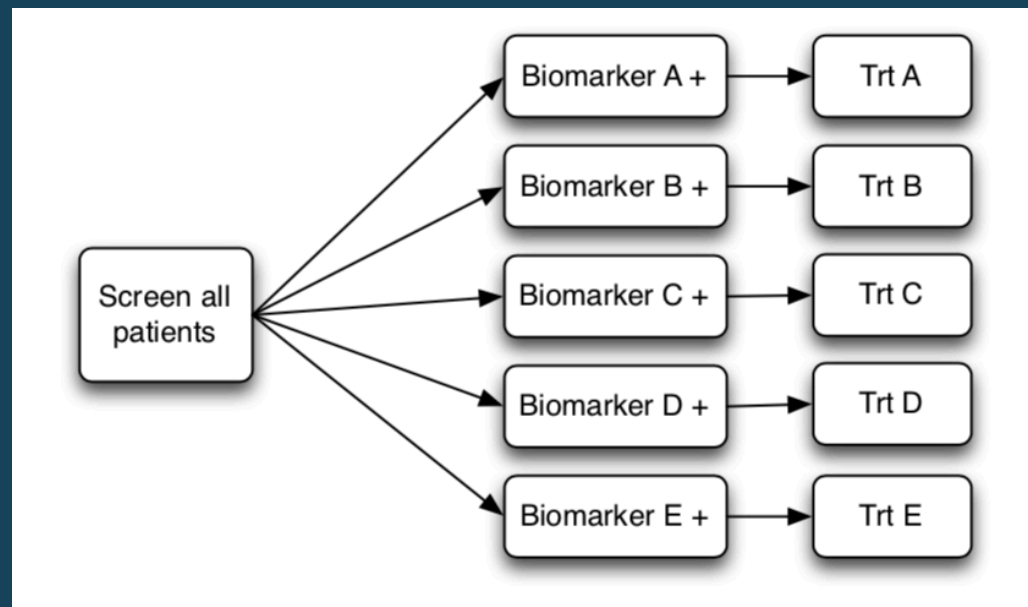 Screen all
patients
Biomarker A +
Trt A
Biomarker B +
Trt B
Biomarker C +
Trt C
Biomarker D +
Trt D
Biomarker E +
Trt E